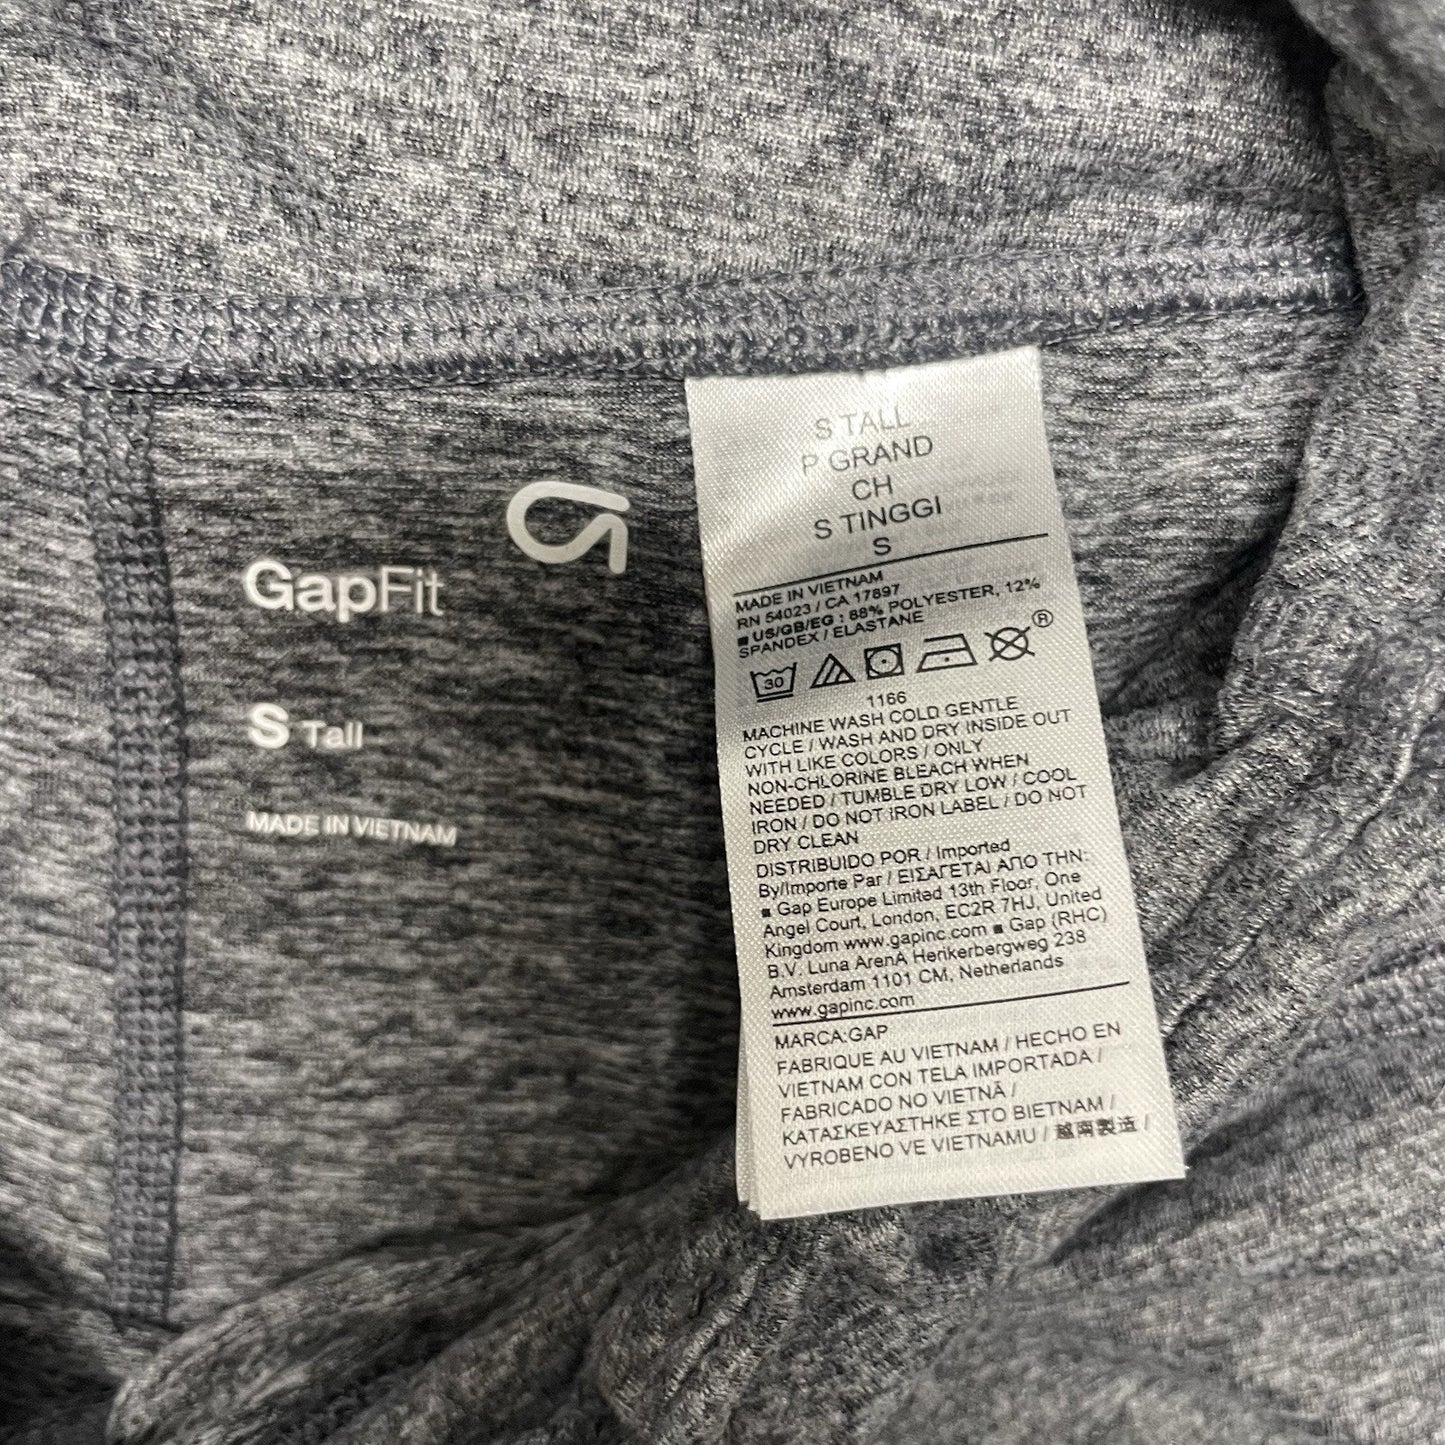 GapFit
S Tall
MADE IN VIETNAM
S TALL
P GRAND
CH
S TINGGI
S
MADE IN VIETNAM
RN 54023 / CA 17897
■ US/GB/EG : 88% POLYESTER, 12%
SPANDEX / ELASTANE
30
®
1166
MACHINE WASH COLD GENTLE
CYCLE / WASH AND DRY INSIDE OUT
WITH LIKE COLORS / ONLY
NON-CHLORINE BLEACH WHEN
NEEDED / TUMBLE DRY LOW / COOL
IRON / DO NOT IRON LABEL / DO NOT
DRY CLEAN
DISTRIBUIDO POR / Imported
By/Importe Par / ΕΙΣΑΓΕΤΑΙ ΑΠΟ ΤΗΝ:
■ Gap Europe Limited 13th Floor, One
Angel Court, London, EC2R 7HJ, United
Kingdom www.gapinc.com ■ Gap (RHC)
B.V. Luna ArenA Herikerbergweg 238
Amsterdam 1101 CM, Netherlands
www.gapinc.com
MARCA:GAP
FABRIQUE AU VIETNAM / HECHO EN
VIETNAM CON TELA IMPORTADA /
FABRICADO NO VIETNÃ /
ΚΑΤΑΣΚΕΥΑΣΤΗΚΕ ΣΤΟ ΒΙΕΤΝΑΜ /
VYROBENO VE VIETNAMU / 越南製造 /